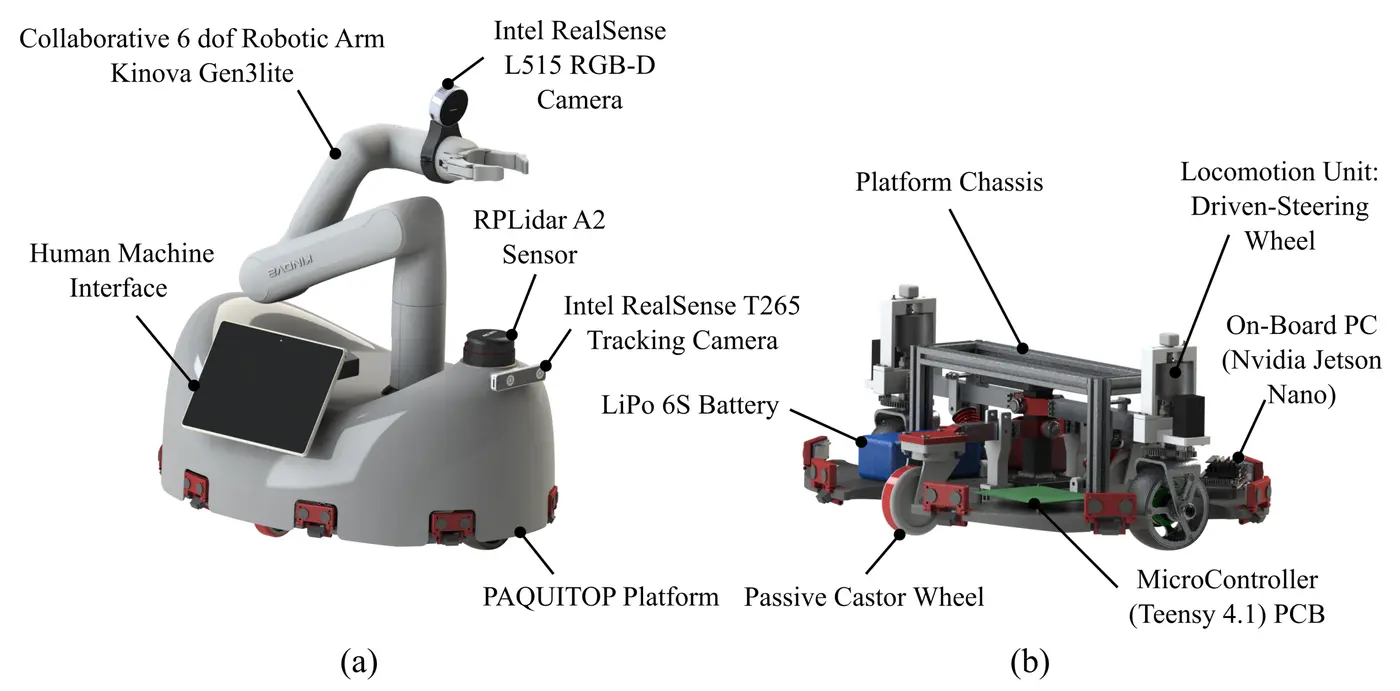 Collaborative 6 dof Robotic Arm
Kinova Gen3lite
Intel RealSense
L515 RGB-D
Camera
Human Machine
Interface
KINOVA
RPLidar A2
Sensor
Intel RealSense T265
Tracking Camera
PAQUITOP Platform
(a)
Platform Chassis
Locomotion Unit:
Driven-Steering
Wheel
On-Board PC
(Nvidia Jetson
Nano)
LiPo 6S Battery
Passive Castor Wheel
MicroController
(Teensy 4.1) PCB
(b)